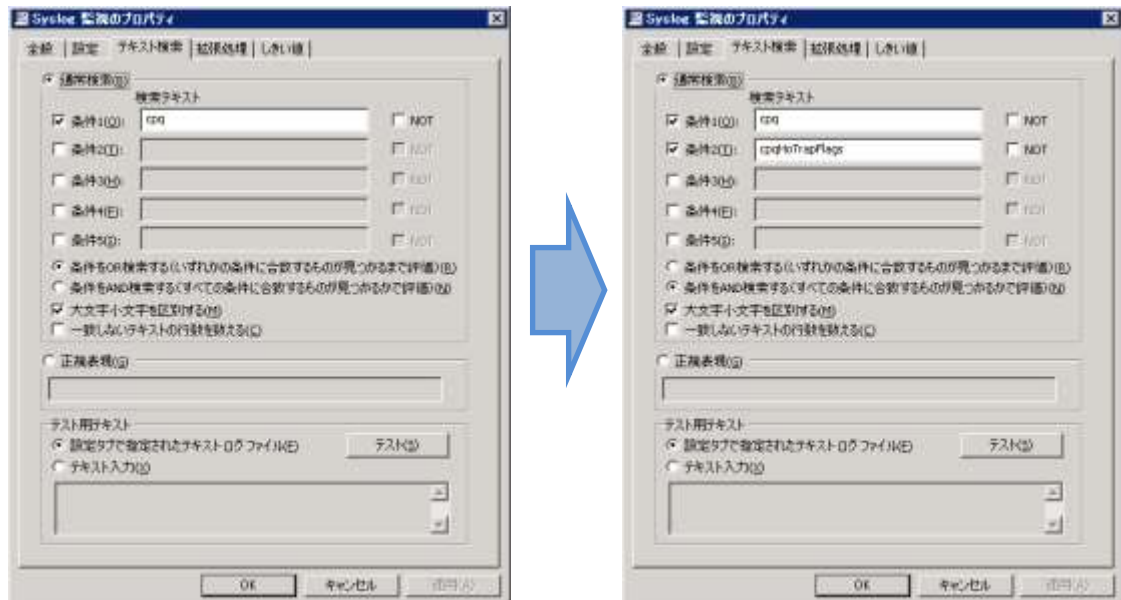 Syslog 監視のプロパティ
全般 設定 テキスト検索 拡張処理 しきい値
通常検索(B)
検索テキスト
条件1(O): cpq NOT
条件2(T): NOT
条件3(H): NOT
条件4(F): NOT
条件5(I): NOT
条件をOR検索する(いずれかの条件に合致するものが見つかるまで評価)(R)
条件をAND検索する(すべての条件に合致するものが見つかるかで評価)(N)
大文字小文字を区別する(M)
一致しないテキストの行数を数える(C)
正規表現(G)
テスト用テキスト
設定タブで指定されたテキストログ ファイル(E) テスト(S)
テキスト入力(X)
OK キャンセル 適用(A)
Syslog 監視のプロパティ
全般 設定 テキスト検索 拡張処理 しきい値
通常検索(B)
検索テキスト
条件1(O): cpq NOT
条件2(T): cpqHoTrapFlags NOT
条件3(H): NOT
条件4(F): NOT
条件5(I): NOT
条件をOR検索する(いずれかの条件に合致するものが見つかるまで評価)(R)
条件をAND検索する(すべての条件に合致するものが見つかるかで評価)(N)
大文字小文字を区別する(M)
一致しないテキストの行数を数える(C)
正規表現(G)
テスト用テキスト
設定タブで指定されたテキストログ ファイル(E) テスト(S)
テキスト入力(X)
OK キャンセル 適用(A)